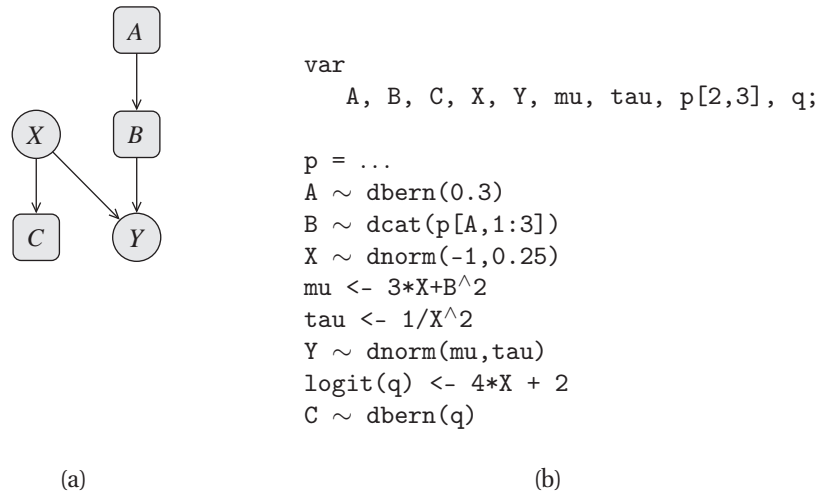 A
X
B
C
Y
var
A, B, C, X, Y, mu, tau, p[2,3], q;
p = ...
A ∼ dbern(0.3)
B ∼ dcat(p[A,1:3])
X ∼ dnorm(-1,0.25)
mu <- 3*X+B^2
tau <- 1/X^2
Y ∼ dnorm(mu,tau)
logit(q) <- 4*X + 2
C ∼ dbern(q)
(a)
(b)